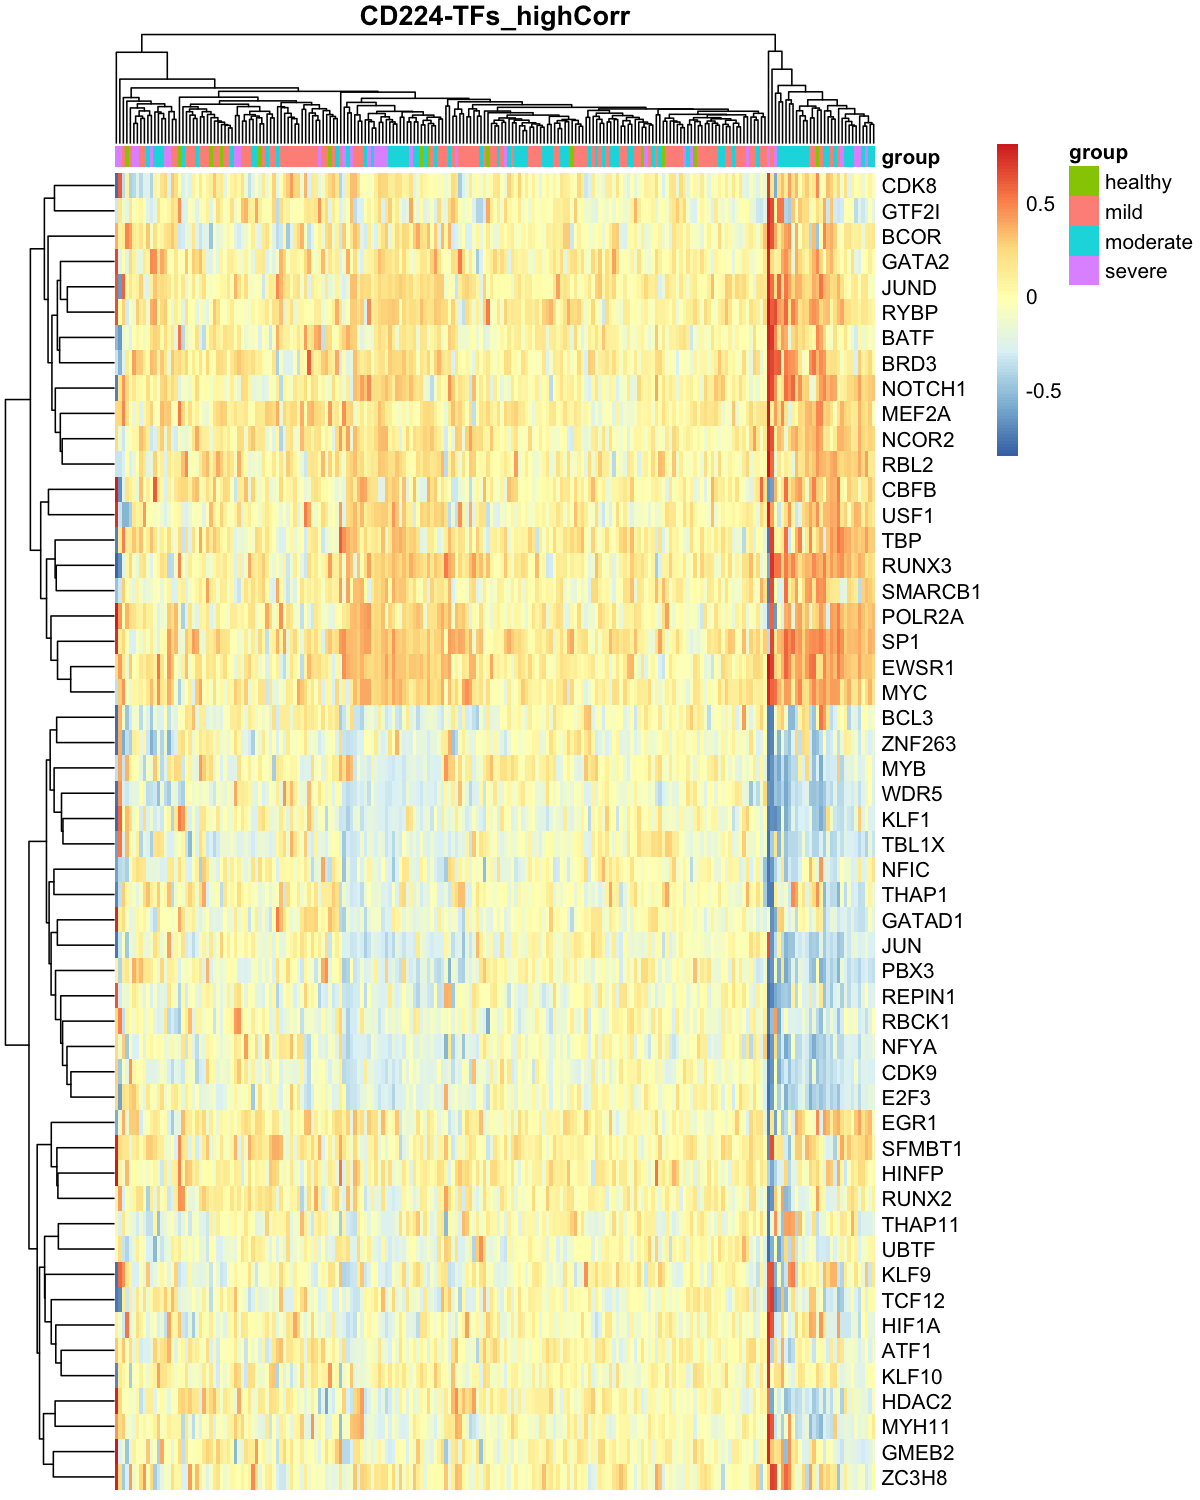 CD224-TFs_highCorr
group
CDK8
GTF2I
BCOR
GATA2
JUND
RYBP
BATF
BRD3
NOTCH1
MEF2A
NCOR2
RBL2
CBFB
USF1
TBP
RUNX3
SMARCB1
POLR2A
SP1
EWSR1
MYC
BCL3
ZNF263
MYB
WDR5
KLF1
TBL1X
NFIC
THAP1
GATAD1
JUN
PBX3
REPIN1
RBCK1
NFYA
CDK9
E2F3
EGR1
SFMBT1
HINFP
RUNX2
THAP11
UBTF
KLF9
TCF12
HIF1A
ATF1
KLF10
HDAC2
MYH11
GMEB2
ZC3H8
0.5
0
-0.5
group
healthy
mild
moderate
severe